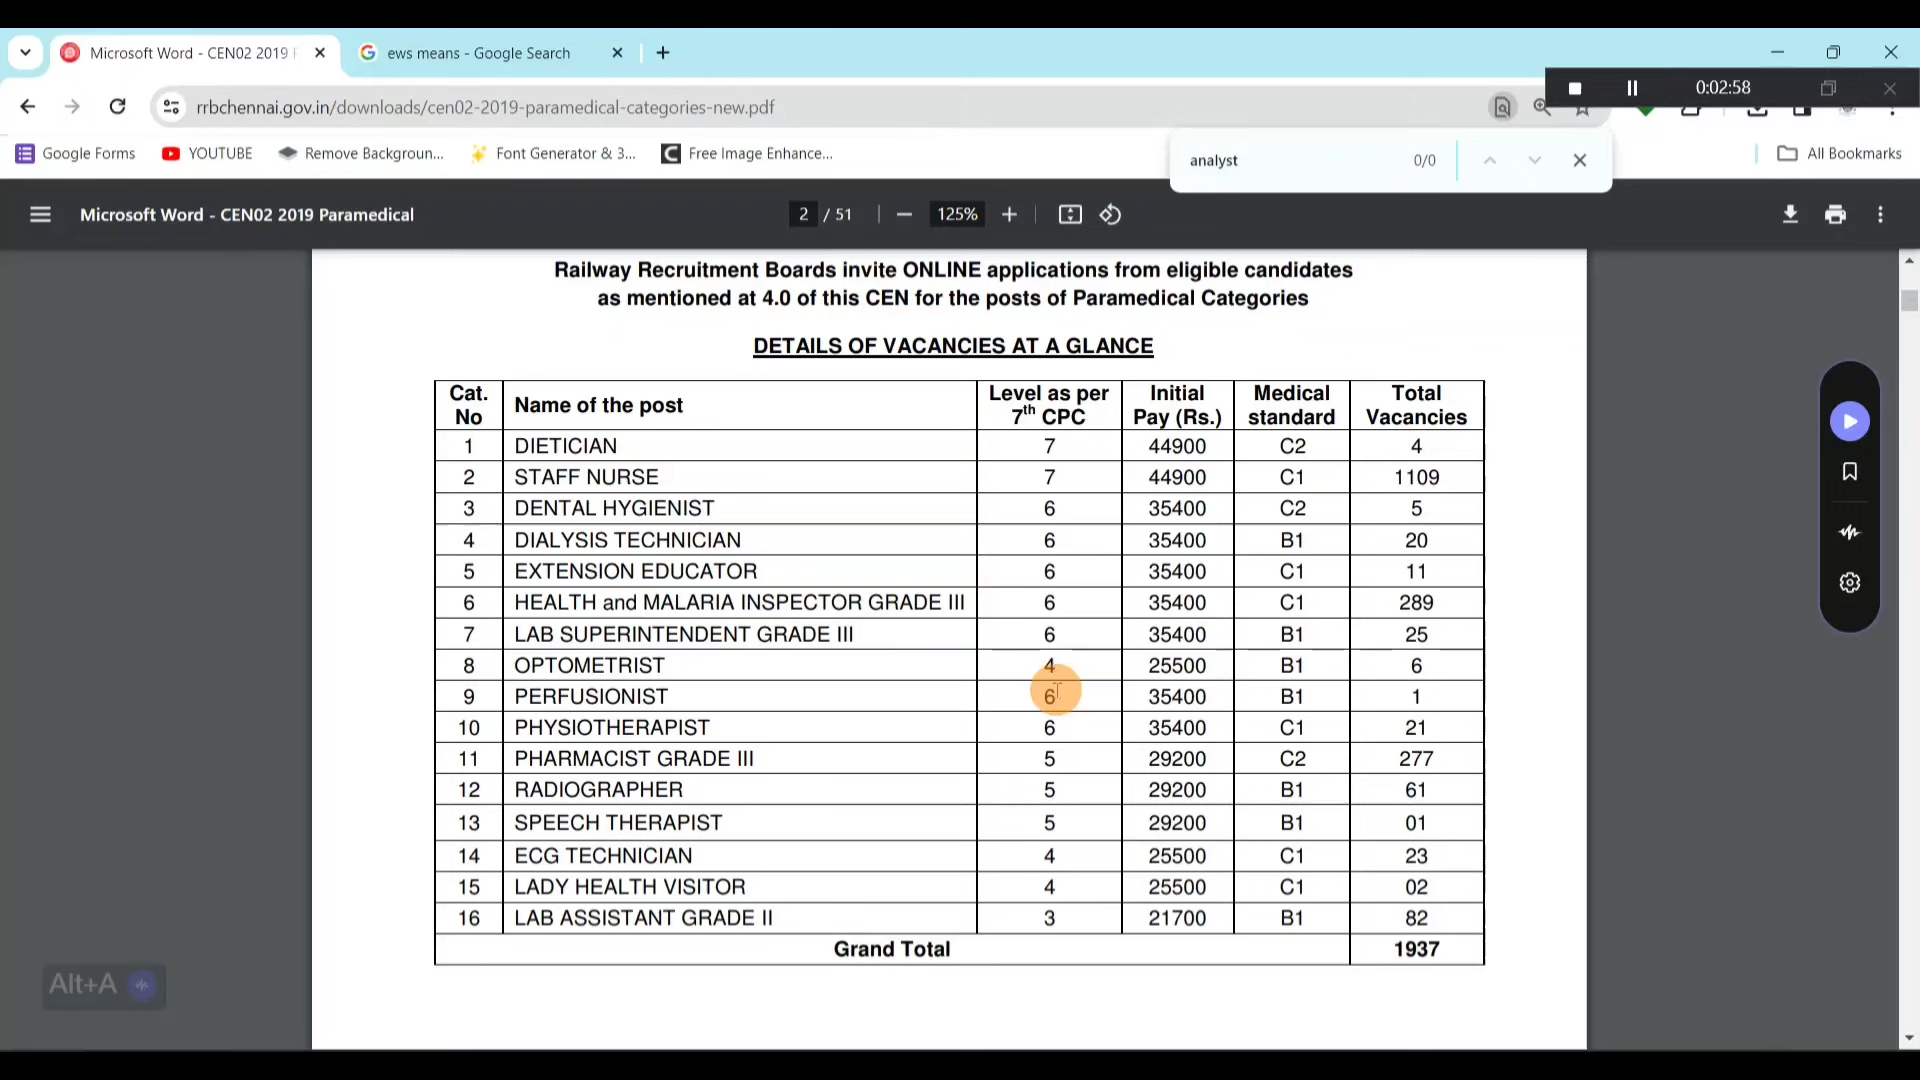 Microsoft Word - CEN02 2019
ews means - Google Search
0:02:58
rrbchennai.gov.in/downloads/cen02-2019-paramedical-categories-new.pdf
Google Forms YOUTUBE Remove Backgroun... Font Generator & 3... Free Image Enhance... All Bookmarks
analyst 0/0
Microsoft Word - CEN02 2019 Paramedical 2 / 51 125%
Railway Recruitment Boards invite ONLINE applications from eligible candidates
as mentioned at 4.0 of this CEN for the posts of Paramedical Categories
DETAILS OF VACANCIES AT A GLANCE
Cat. No Name of the post Level as per 7th CPC Initial Pay (Rs.) Medical standard Total Vacancies
1 DIETICIAN 7 44900 C2 4
2 STAFF NURSE 7 44900 C1 1109
3 DENTAL HYGIENIST 6 35400 C2 5
4 DIALYSIS TECHNICIAN 6 35400 B1 20
5 EXTENSION EDUCATOR 6 35400 C1 11
6 HEALTH and MALARIA INSPECTOR GRADE III 6 35400 C1 289
7 LAB SUPERINTENDENT GRADE III 6 35400 B1 25
8 OPTOMETRIST 4 25500 B1 6
9 PERFUSIONIST 6 35400 B1 1
10 PHYSIOTHERAPIST 6 35400 C1 21
11 PHARMACIST GRADE III 5 29200 C2 277
12 RADIOGRAPHER 5 29200 B1 61
13 SPEECH THERAPIST 5 29200 B1 01
14 ECG TECHNICIAN 4 25500 C1 23
15 LADY HEALTH VISITOR 4 25500 C1 02
16 LAB ASSISTANT GRADE II 3 21700 B1 82
Grand Total 1937
Alt+A